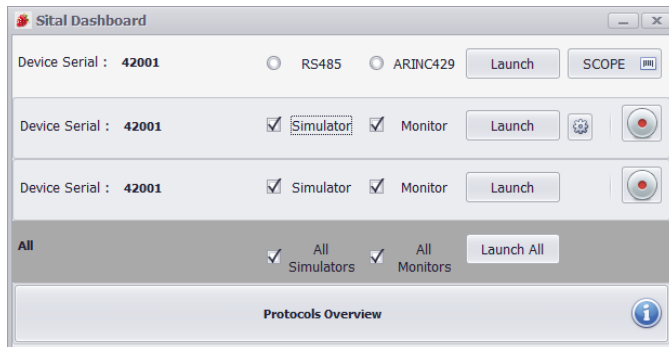 Sital Dashboard
Device Serial : 42001 RS485 ARINC429 Launch SCOPE
Device Serial : 42001 Simulator Monitor Launch
Device Serial : 42001 Simulator Monitor Launch
All All Simulators All Monitors Launch All
Protocols Overview